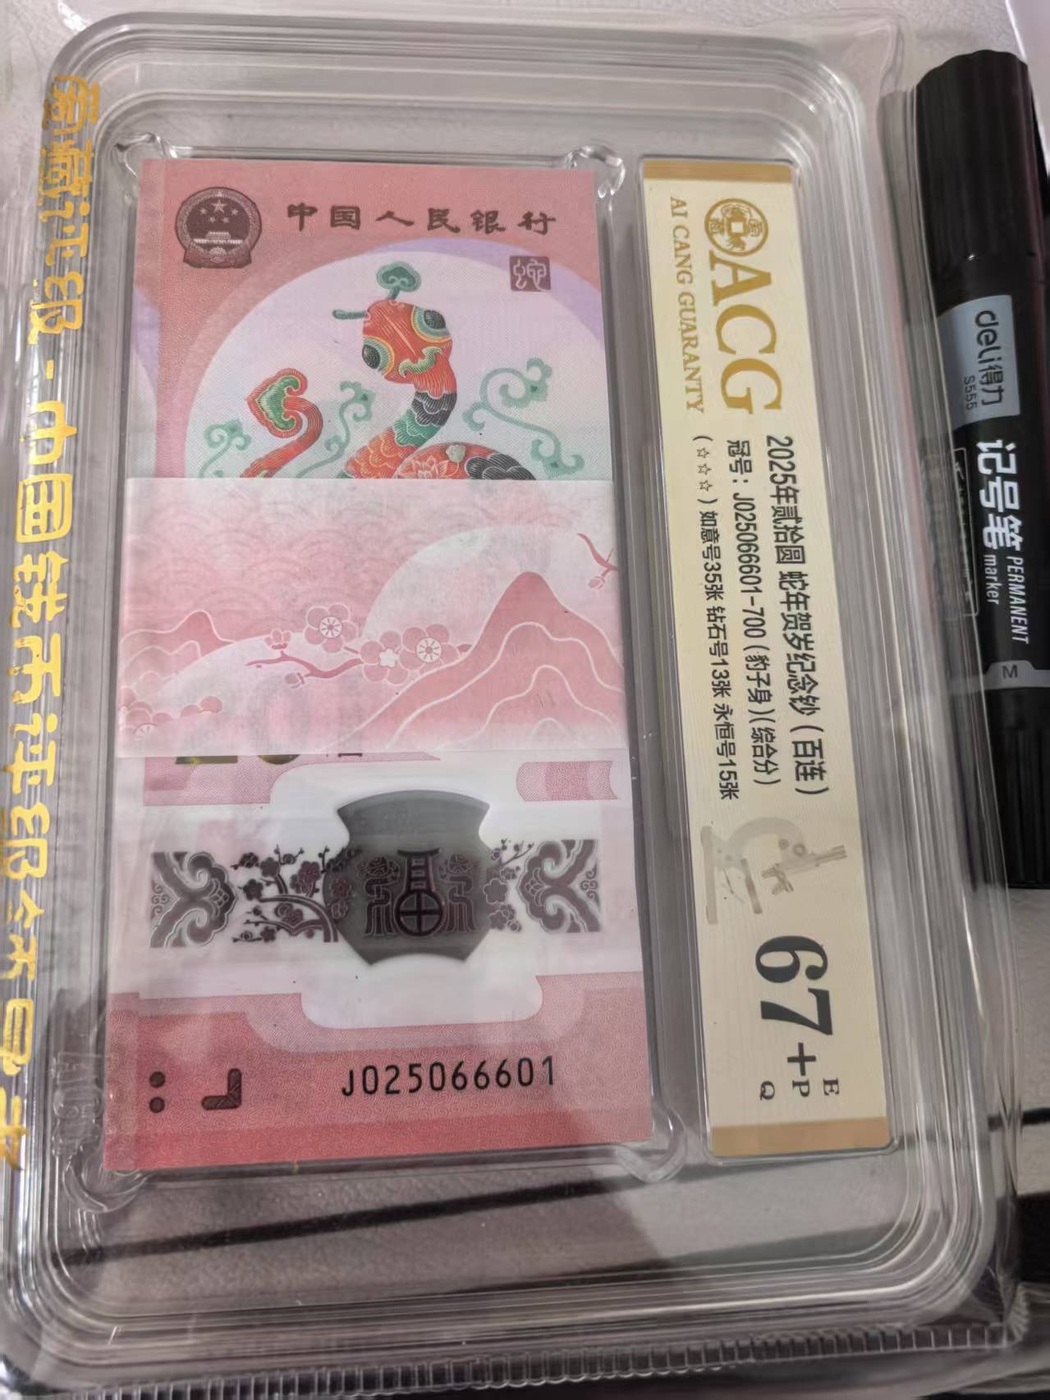 爱藏评级 - 中国钱币评级
中国人民银行
福
J025066601
ACG
AI CANG GUARANTY
2025年贰拾圆 蛇年贺岁纪念钞 (百连)
冠号: J025066601-700 (豹子身)(综合分)
(☆☆☆) 如意号35张 钻石号13张 永恒号15张
67+
E
P
Q
deli得力
S555
记号笔
PERMANENT
marker
M